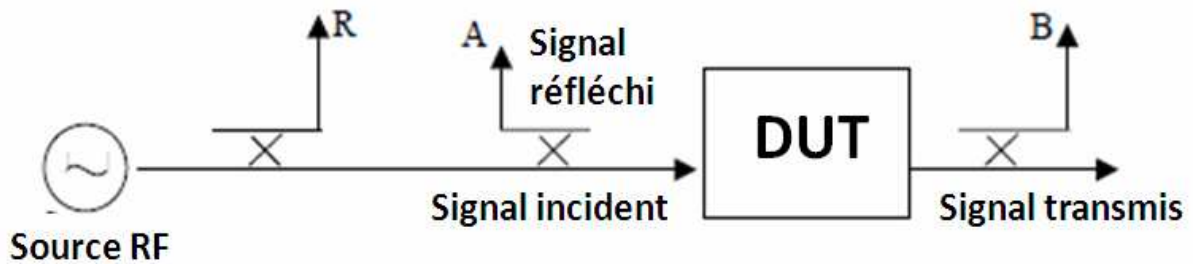 R
A
Signal
réfléchi
B
DUT
Signal incident
Signal transmis
Source RF